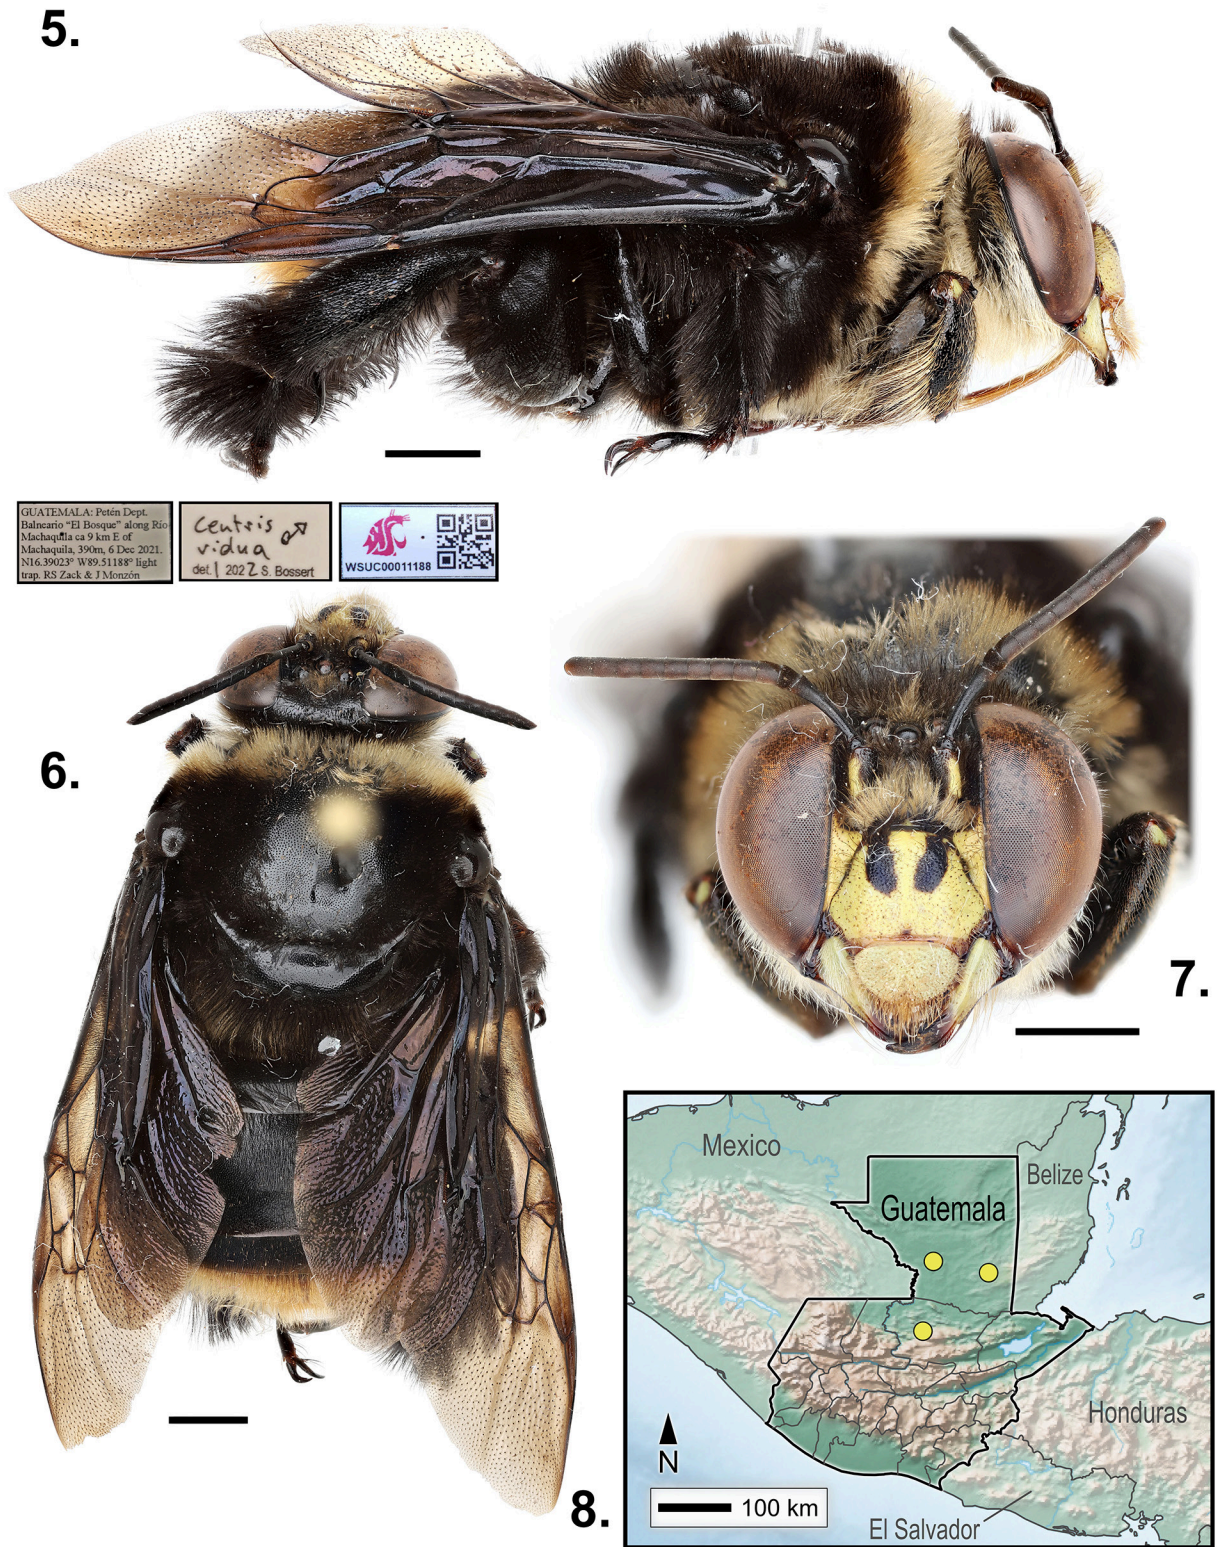 5.
GUATEMALA: Petén Dept.
Balneario “El Bosque” along Río
Machaquila ca 9 km E of
Machaquila, 390m, 6 Dec 2021.
N16.39023° W89.51188° light
trap. RS Zack & J Monzón
Centris
vidua ♂
det. | 2022 S. Bossert
WSUC00011188
6.
7.
8.
Mexico
Belize
Guatemala
Honduras
N
100 km
El Salvador